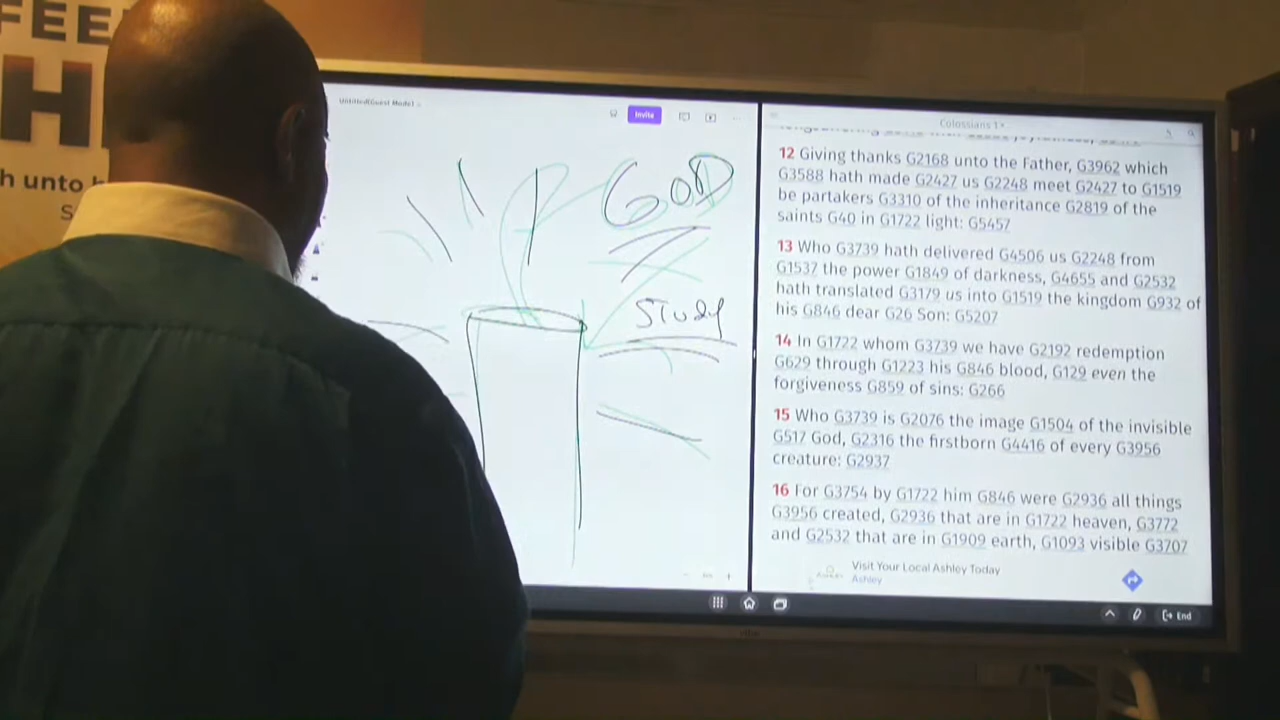 FEE
H
h unto
S
Untitled(Guest Mode)
Invite
GOD
Study
Colossians 1
12 Giving thanks G2168 unto the Father, G3962 which
G3588 hath made G2427 us G2248 meet G2427 to G1519
be partakers G3310 of the inheritance G2819 of the
saints G40 in G1722 light: G5457
13 Who G3739 hath delivered G4506 us G2248 from
G1537 the power G1849 of darkness, G4655 and G2532
hath translated G3179 us into G1519 the kingdom G932 of
his G846 dear G26 Son: G5207
14 In G1722 whom G3739 we have G2192 redemption
G629 through G1223 his G846 blood, G129 even the
forgiveness G859 of sins: G266
15 Who G3739 is G2076 the image G1504 of the invisible
G517 God, G2316 the firstborn G4416 of every G3956
creature: G2937
16 For G3754 by G1722 him G846 were G2936 all things
G3956 created, G2936 that are in G1722 heaven, G3772
and G2532 that are in G1909 earth, G1093 visible G3707
Visit Your Local Ashley Today
Ashley
End